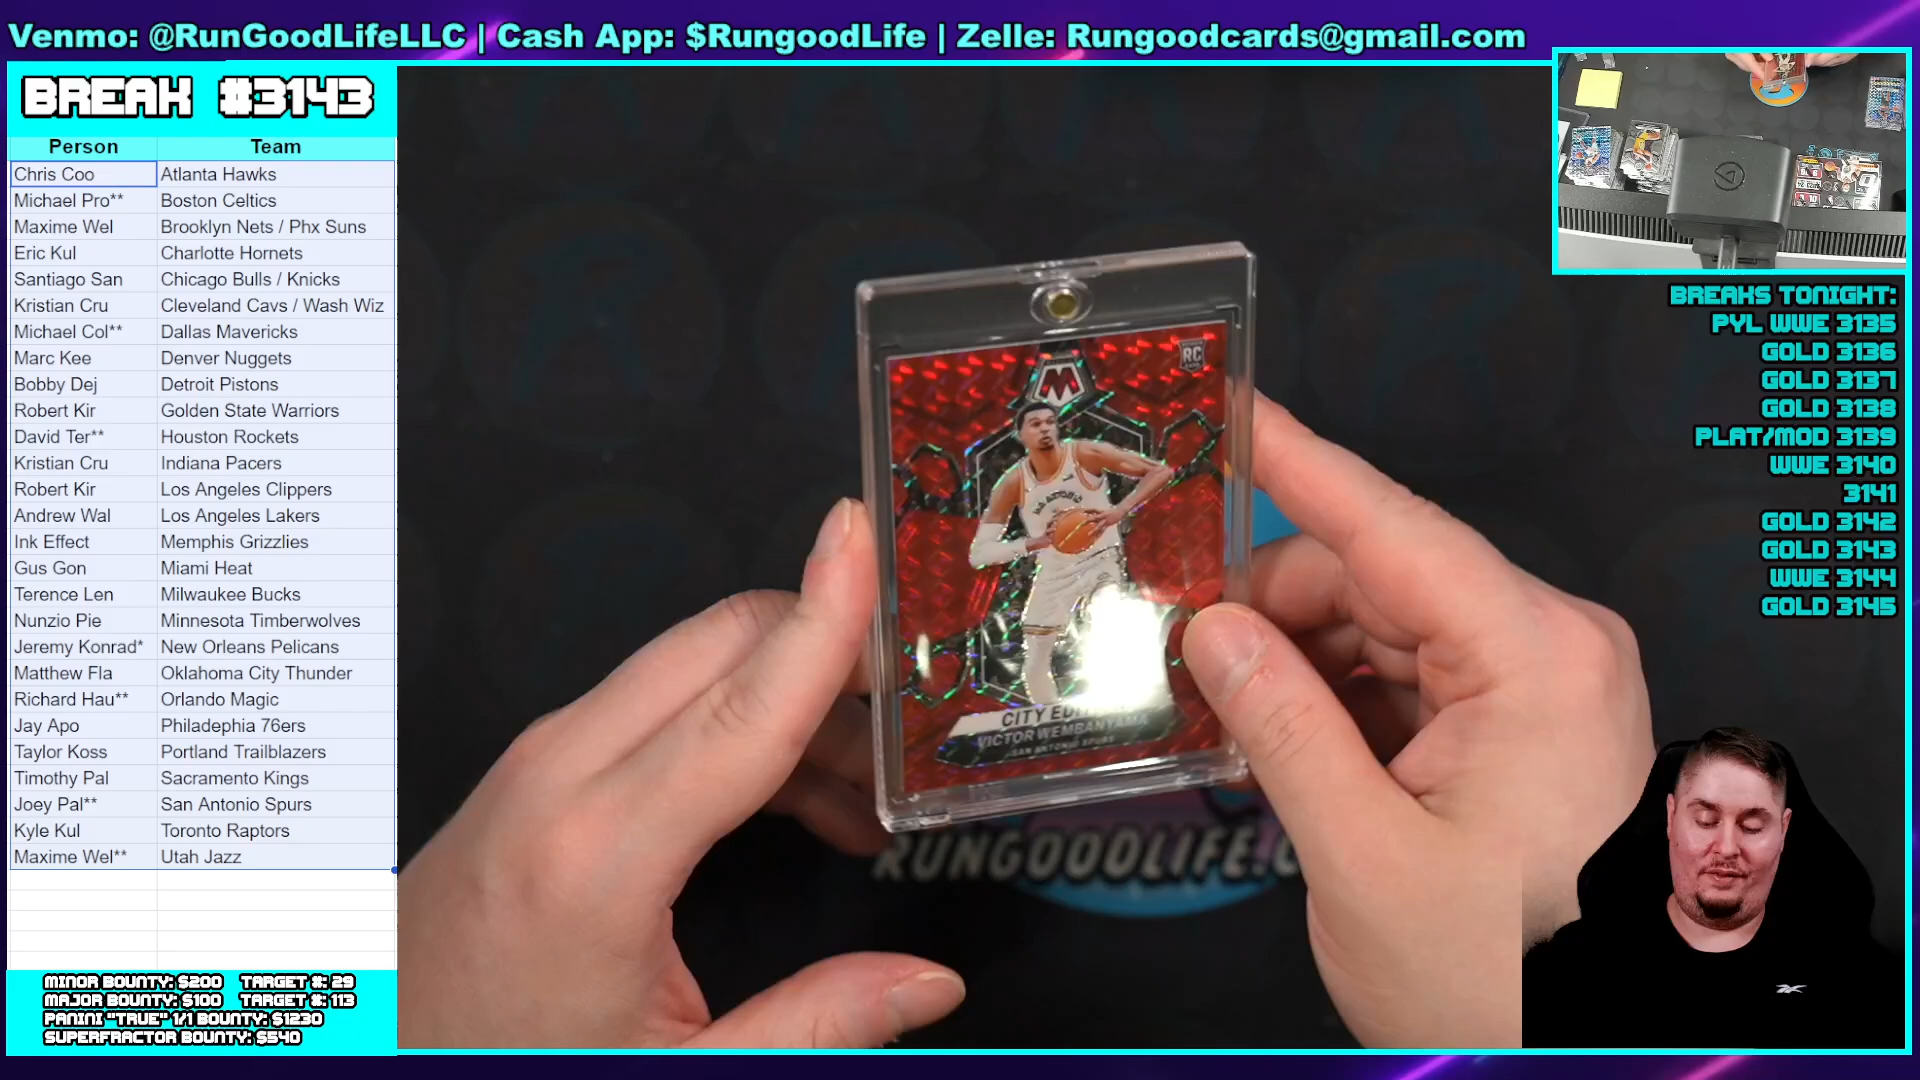 Venmo: @RunGoodLifeLLC | Cash App: $RungoodLife | Zelle: Rungoodcards@gmail.com
BREAK #3143
Person Team
Chris Coo Atlanta Hawks
Michael Pro** Boston Celtics
Maxime Wel Brooklyn Nets / Phx Suns
Eric Kul Charlotte Hornets
Santiago San Chicago Bulls / Knicks
Kristian Cru Cleveland Cavs / Wash Wiz
Michael Col** Dallas Mavericks
Marc Kee Denver Nuggets
Bobby Dej Detroit Pistons
Robert Kir Golden State Warriors
David Ter** Houston Rockets
Kristian Cru Indiana Pacers
Robert Kir Los Angeles Clippers
Andrew Wal Los Angeles Lakers
Ink Effect Memphis Grizzlies
Gus Gon Miami Heat
Terence Len Milwaukee Bucks
Nunzio Pie Minnesota Timberwolves
Jeremy Konrad* New Orleans Pelicans
Matthew Fla Oklahoma City Thunder
Richard Hau** Orlando Magic
Jay Apo Philadephia 76ers
Taylor Koss Portland Trailblazers
Timothy Pal Sacramento Kings
Joey Pal** San Antonio Spurs
Kyle Kul Toronto Raptors
Maxime Wel** Utah Jazz
MINOR BOUNTY: $200 TARGET #: 29
MAJOR BOUNTY: $100 TARGET #: 113
PANINI "TRUE" 1/1 BOUNTY: $1230
SUPERFRACTOR BOUNTY: $540
RC
CITY
VICTOR WEMBANYAMA
SAN ANTONIO SPURS
RUNGOODLIFE.C
BREAKS TONIGHT:
PYL WWE 3135
GOLD 3136
GOLD 3137
GOLD 3138
PLAT/MOD 3139
WWE 3140
3141
GOLD 3142
GOLD 3143
WWE 3144
GOLD 3145